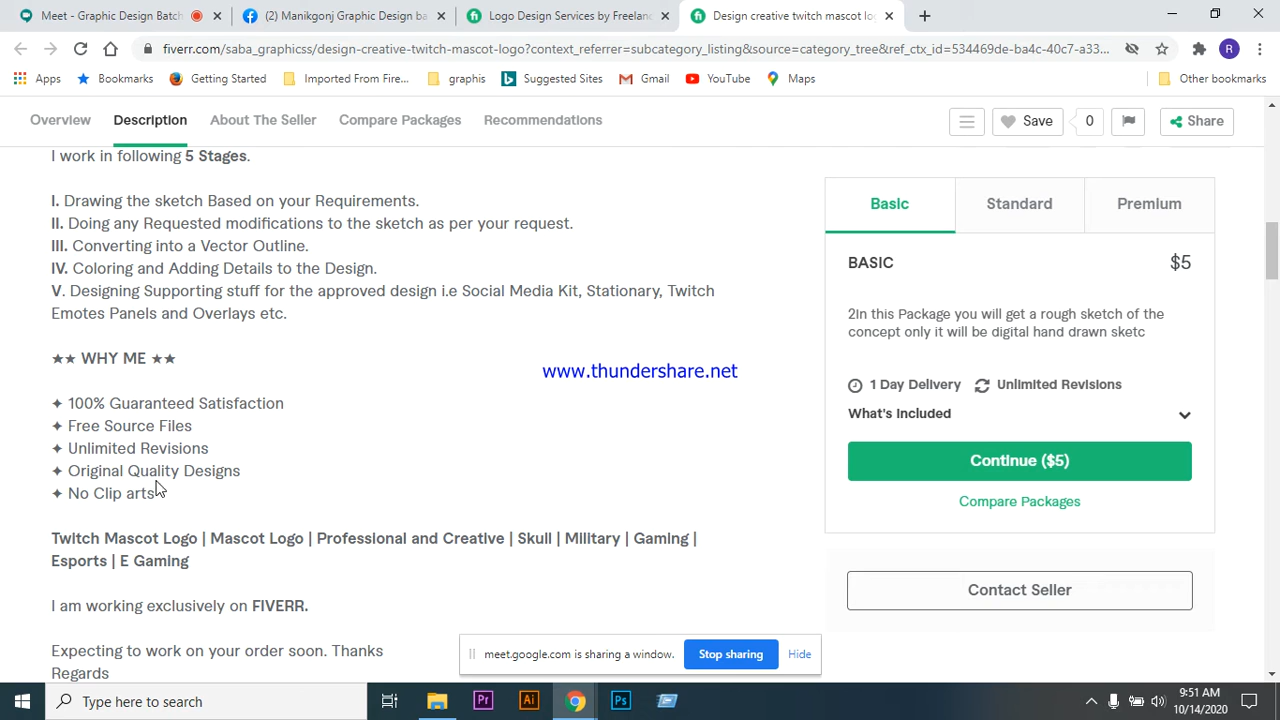 Meet - Graphic Design Batch
(2) Manikgonj Graphic Design ba
Logo Design Services by Freelanc
Design creative twitch mascot lo
fiverr.com/saba_graphicss/design-creative-twitch-mascot-logo?context_referrer=subcategory_listing&source=category_tree&ref_ctx_id=534469de-ba4c-40c7-a33...
R
Apps
Bookmarks
Getting Started
Imported From Fire...
graphis
Suggested Sites
Gmail
YouTube
Maps
Other bookmarks
Overview
Description
About The Seller
Compare Packages
Recommendations
Save
0
Share
I work in following 5 Stages.
I. Drawing the sketch Based on your Requirements.
II. Doing any Requested modifications to the sketch as per your request.
III. Converting into a Vector Outline.
IV. Coloring and Adding Details to the Design.
V. Designing Supporting stuff for the approved design i.e Social Media Kit, Stationary, Twitch
Emotes Panels and Overlays etc.
★★ WHY ME ★★
✦ 100% Guaranteed Satisfaction
✦ Free Source Files
✦ Unlimited Revisions
✦ Original Quality Designs
✦ No Clip arts
Twitch Mascot Logo | Mascot Logo | Professional and Creative | Skull | Military | Gaming |
Esports | E Gaming
I am working exclusively on FIVERR.
Expecting to work on your order soon. Thanks
Regards
www.thundershare.net
Basic
Standard
Premium
BASIC
$5
2In this Package you will get a rough sketch of the
concept only it will be digital hand drawn sketc
1 Day Delivery
Unlimited Revisions
What's Included
Continue ($5)
Compare Packages
Contact Seller
meet.google.com is sharing a window.
Stop sharing
Hide
Type here to search
Pr
Ai
Ps
9:51 AM
10/14/2020